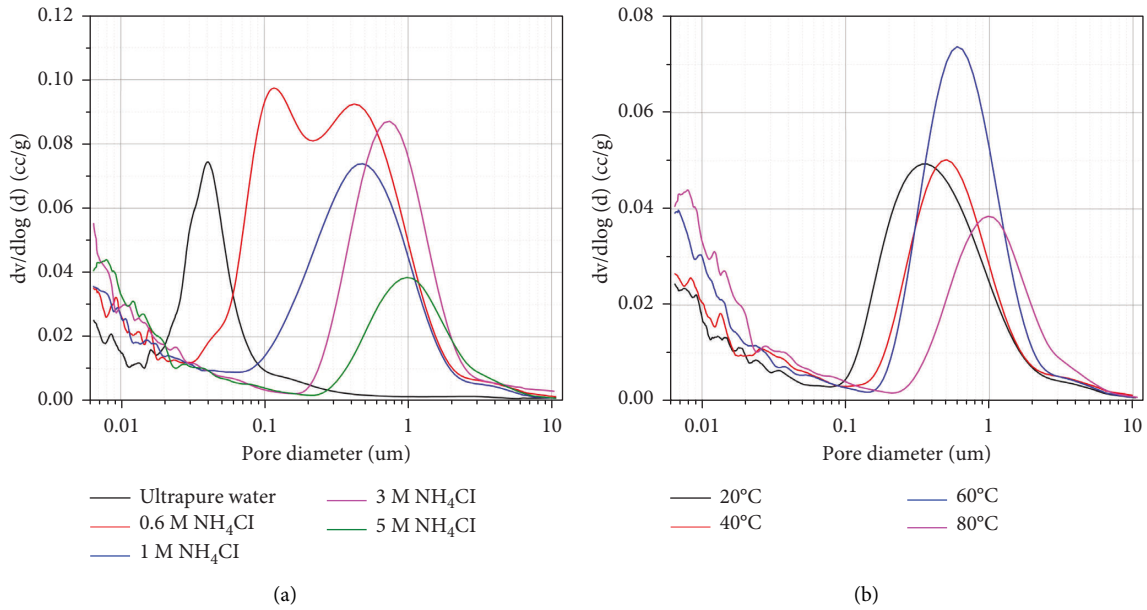 0.12
0.10
0.08
0.06
0.04
0.02
0.00
dv/dlog (d) (cc/g)
0.01 0.1 1 10
Pore diameter (um)
Ultrapure water
0.6 M NH₄CI
1 M NH₄CI
3 M NH₄CI
5 M NH₄CI
(a)
0.08
0.06
0.04
0.02
0.00
dv/dlog (d) (cc/g)
0.01 0.1 1 10
Pore diameter (um)
20°C
40°C
60°C
80°C
(b)